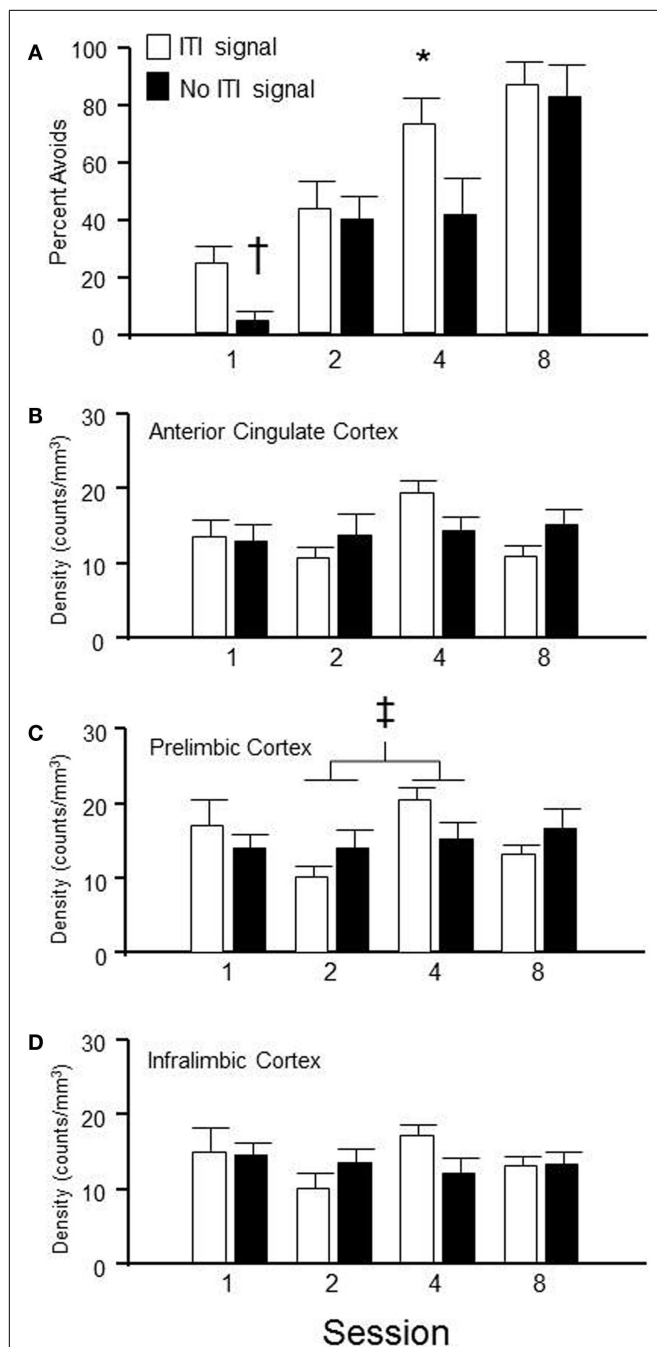 A
ITI signal
No ITI signal
*
†
Percent Avoids
100
80
60
40
20
0
1 2 4 8
B
Anterior Cingulate Cortex
Density (counts/mm³)
30
20
10
0
1 2 4 8
‡
C
Prelimbic Cortex
Density (counts/mm³)
30
20
10
0
1 2 4 8
D
Infralimbic Cortex
Density (counts/mm³)
30
20
10
0
1 2 4 8
Session